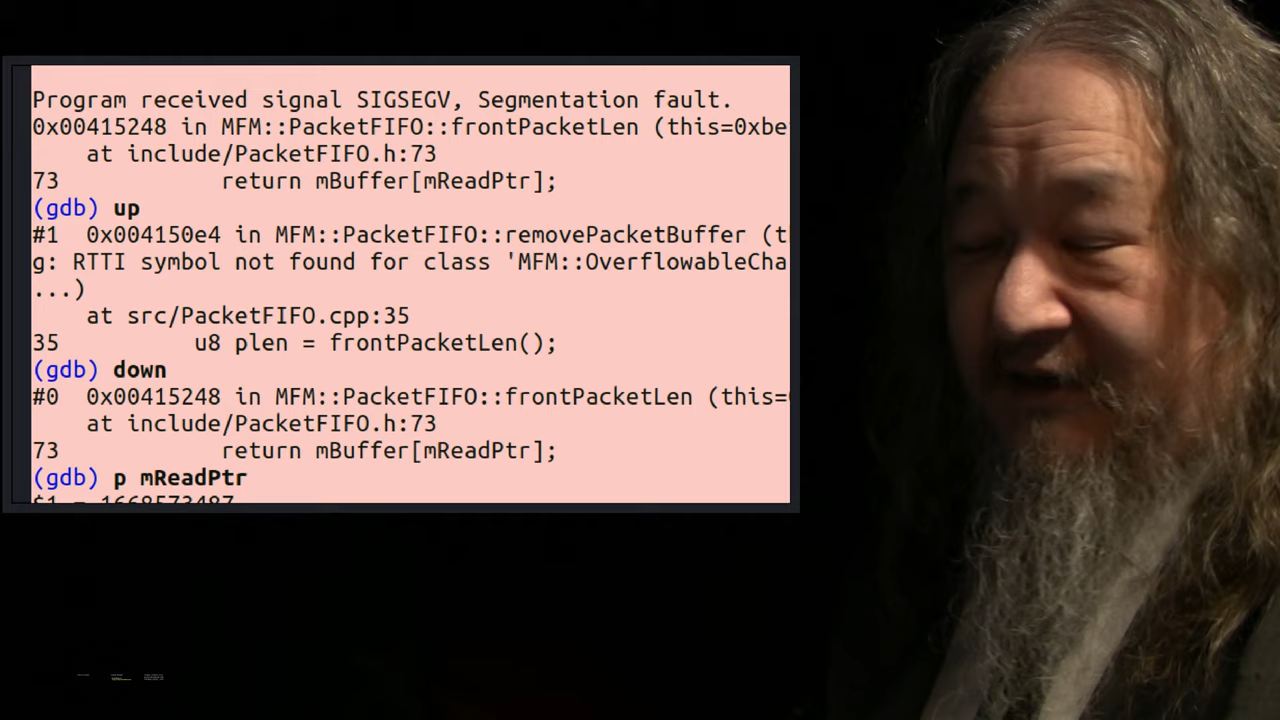 Program received signal SIGSEGV, Segmentation fault.
0x00415248 in MFM::PacketFIFO::frontPacketLen (this=0xbe
at include/PacketFIFO.h:73
73 return mBuffer[mReadPtr];
(gdb) up
#1 0x004150e4 in MFM::PacketFIFO::removePacketBuffer (t
g: RTTI symbol not found for class 'MFM::OverflowableCha
...)
at src/PacketFIFO.cpp:35
35 u8 plen = frontPacketLen();
(gdb) down
#0 0x00415248 in MFM::PacketFIFO::frontPacketLen (this=
at include/PacketFIFO.h:73
73 return mBuffer[mReadPtr];
(gdb) p mReadPtr
$1 = 1668573487